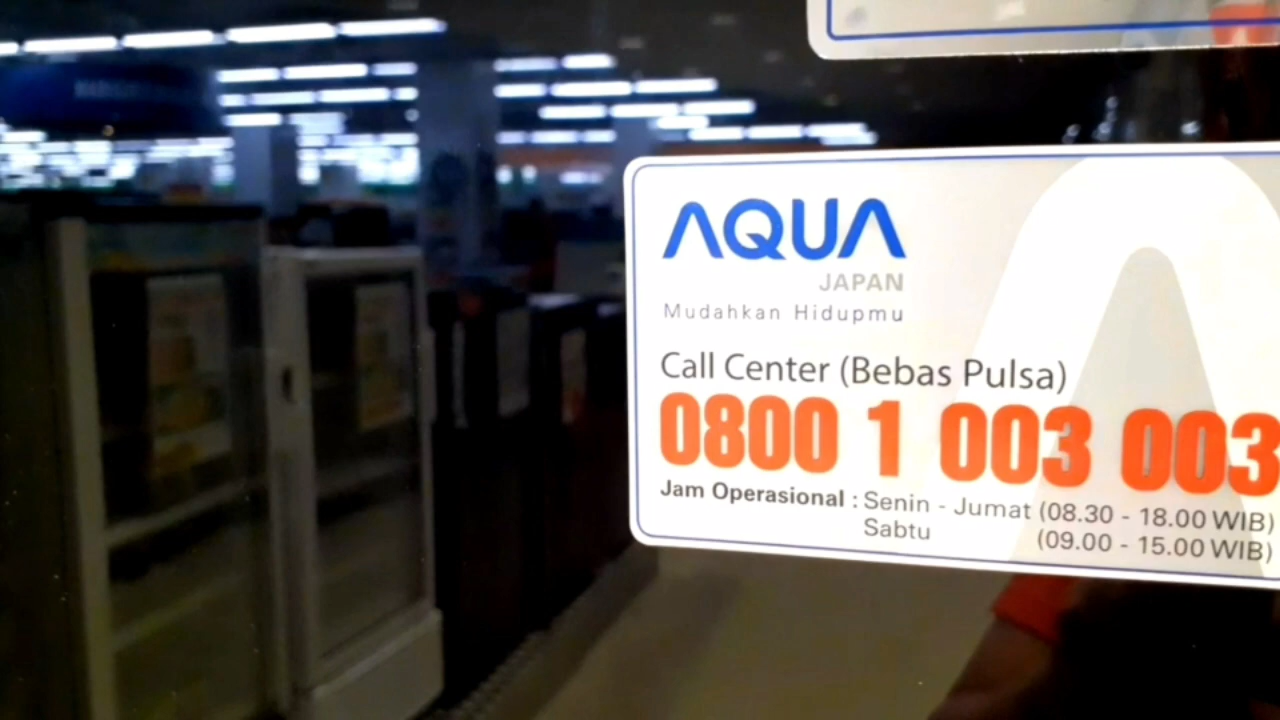 AQUA
JAPAN
Mudahkan Hidupmu
Call Center (Bebas Pulsa)
0800 1 003 003
Jam Operasional : Senin - Jumat (08.30 - 18.00 WIB)
Sabtu (09.00 - 15.00 WIB)